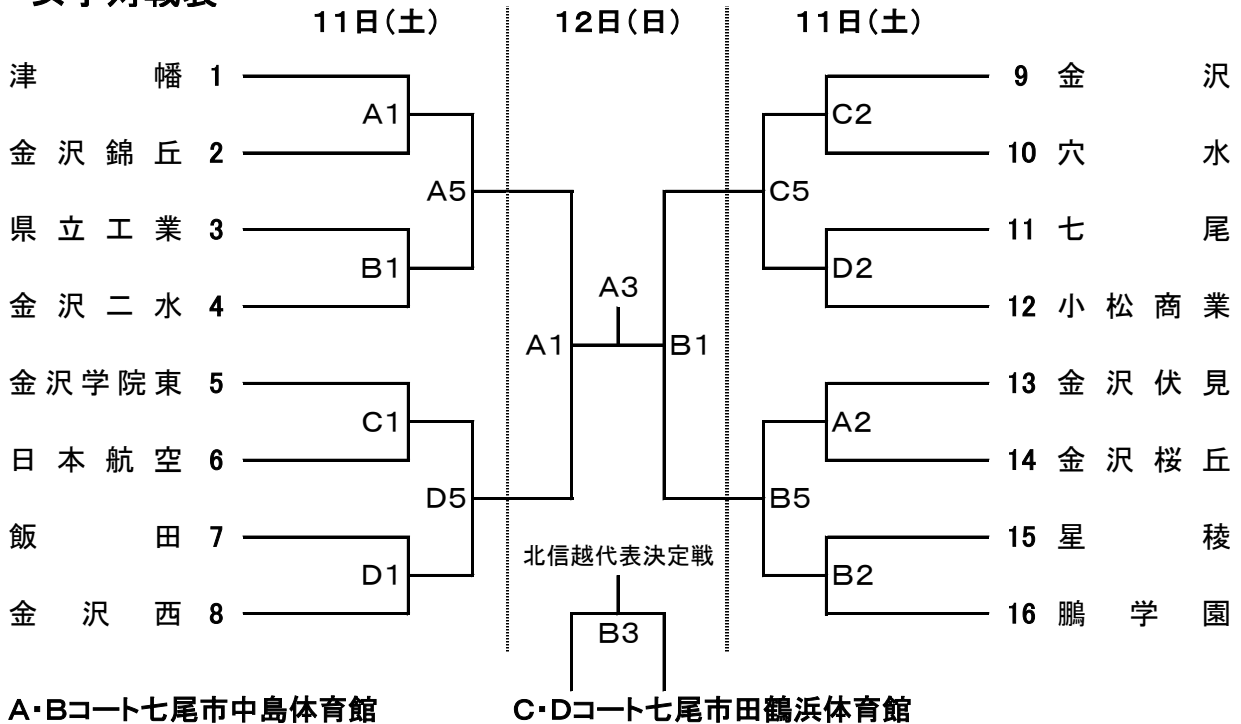 11日(土) 12日(日) 11日(土)
津幡 1
金沢錦丘 2
県立工業 3
金沢二水 4
金沢学院東 5
日本航空 6
飯田 7
金沢西 8
A1
B1
C1
D1
A5
D5
A1
A3
B1
C5
B5
C2
D2
A2
B2
9 金沢
10 穴水
11 七尾
12 小松商業
13 金沢伏見
14 金沢桜丘
15 星稜
16 鵬学園
北信越代表決定戦
B3
A・Bコート七尾市中島体育館 C・Dコート七尾市田鶴浜体育館